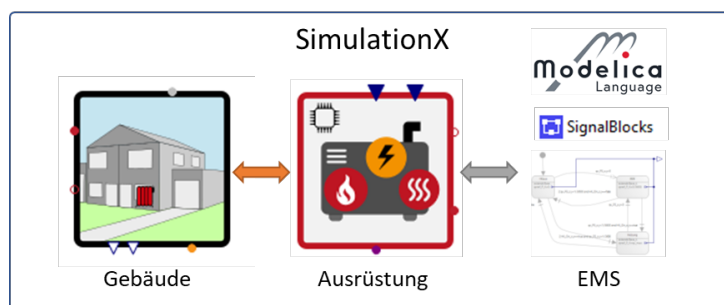 SimulationX
Modelica
Language
SignalBlocks
Gebäude
Ausrüstung
EMS